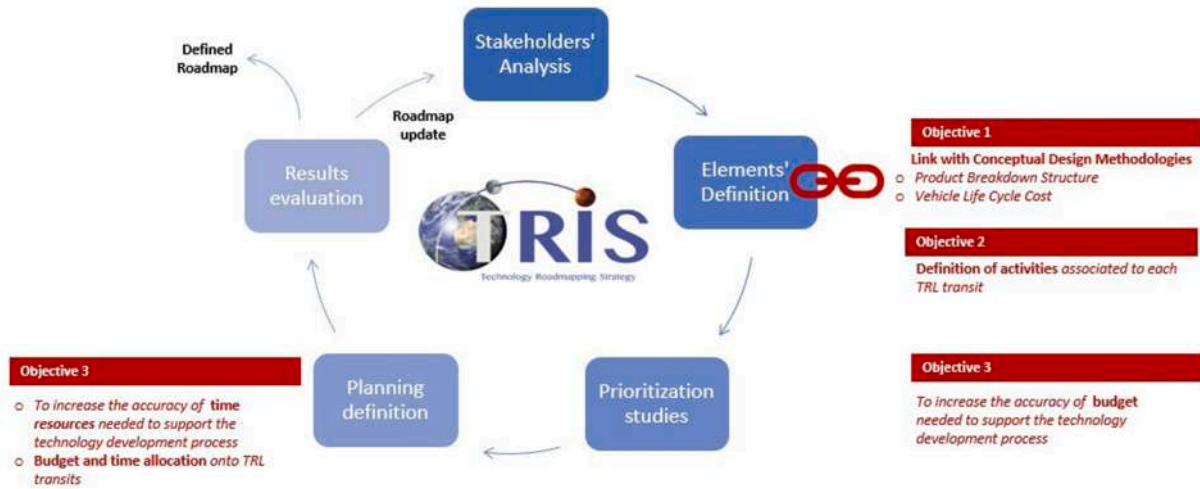 Stakeholders'
Analysis
Defined
Roadmap
Roadmap
update
Results
evaluation
Elements'
Definition
Objective 1
Link with Conceptual Design Methodologies
o Product Breakdown Structure
o Vehicle Life Cycle Cost
TRIS
Technology Roadmapping Strategy
Objective 2
Definition of activities associated to each
TRL transit
Objective 3
o To increase the accuracy of time
resources needed to support the
technology development process
o Budget and time allocation onto TRL
transits
Planning
definition
Prioritization
studies
Objective 3
To increase the accuracy of budget
needed to support the technology
development process